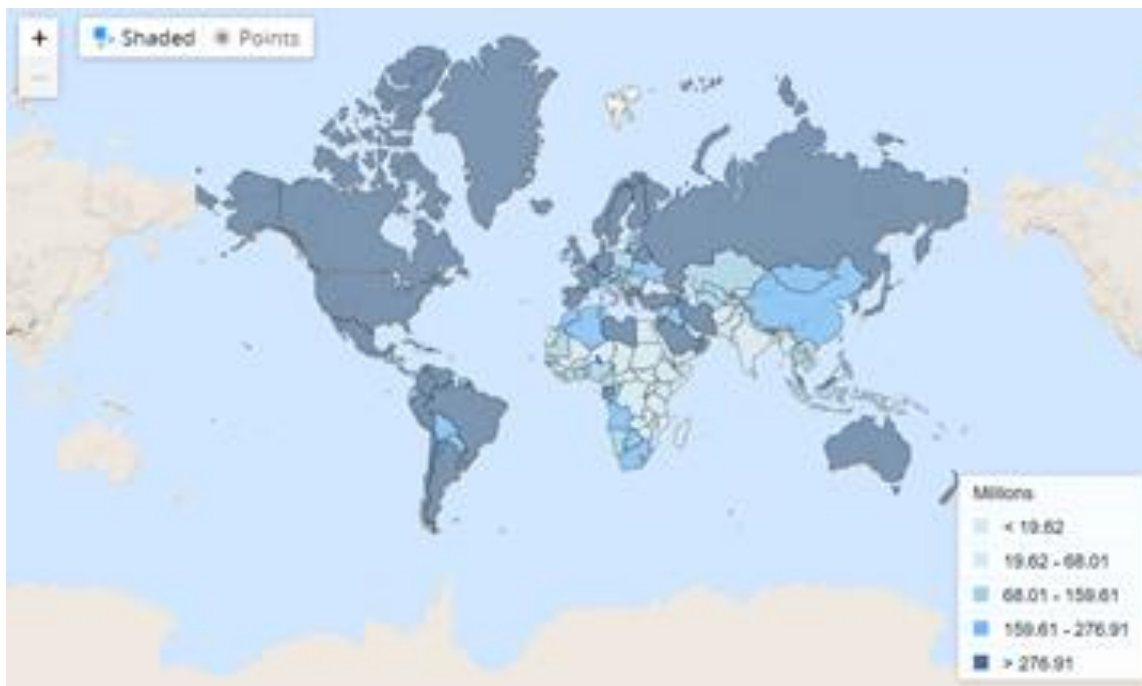 +
Shaded Points
−
Millions
< 19.62
19.62 - 68.01
68.01 - 159.61
159.61 - 276.91
> 276.91